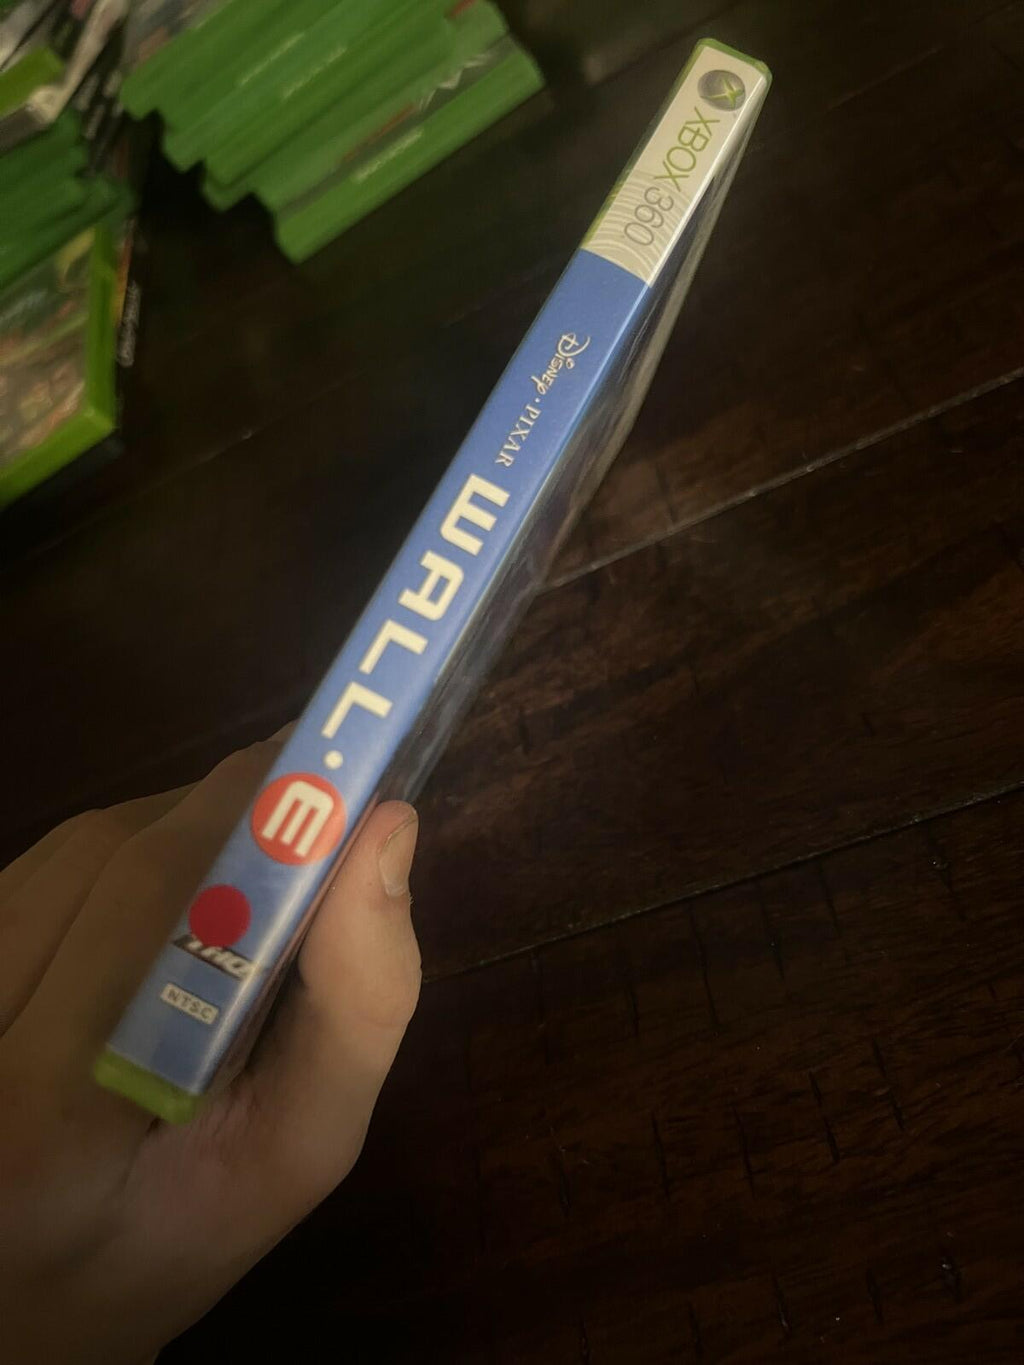 XBOX 360
Disney · PIXAR
WALL·E
THQ
NTSC